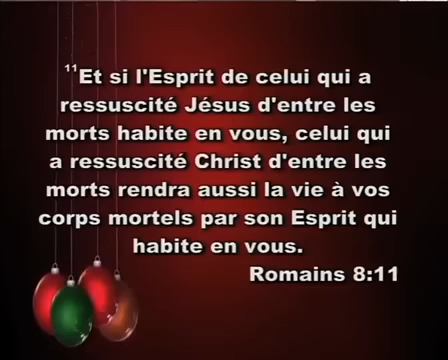 ¹¹Et si l'Esprit de celui qui a
ressuscité Jésus d'entre les
morts habite en vous, celui qui
a ressuscité Christ d'entre les
morts rendra aussi la vie à vos
corps mortels par son Esprit qui
habite en vous.
Romains 8:11